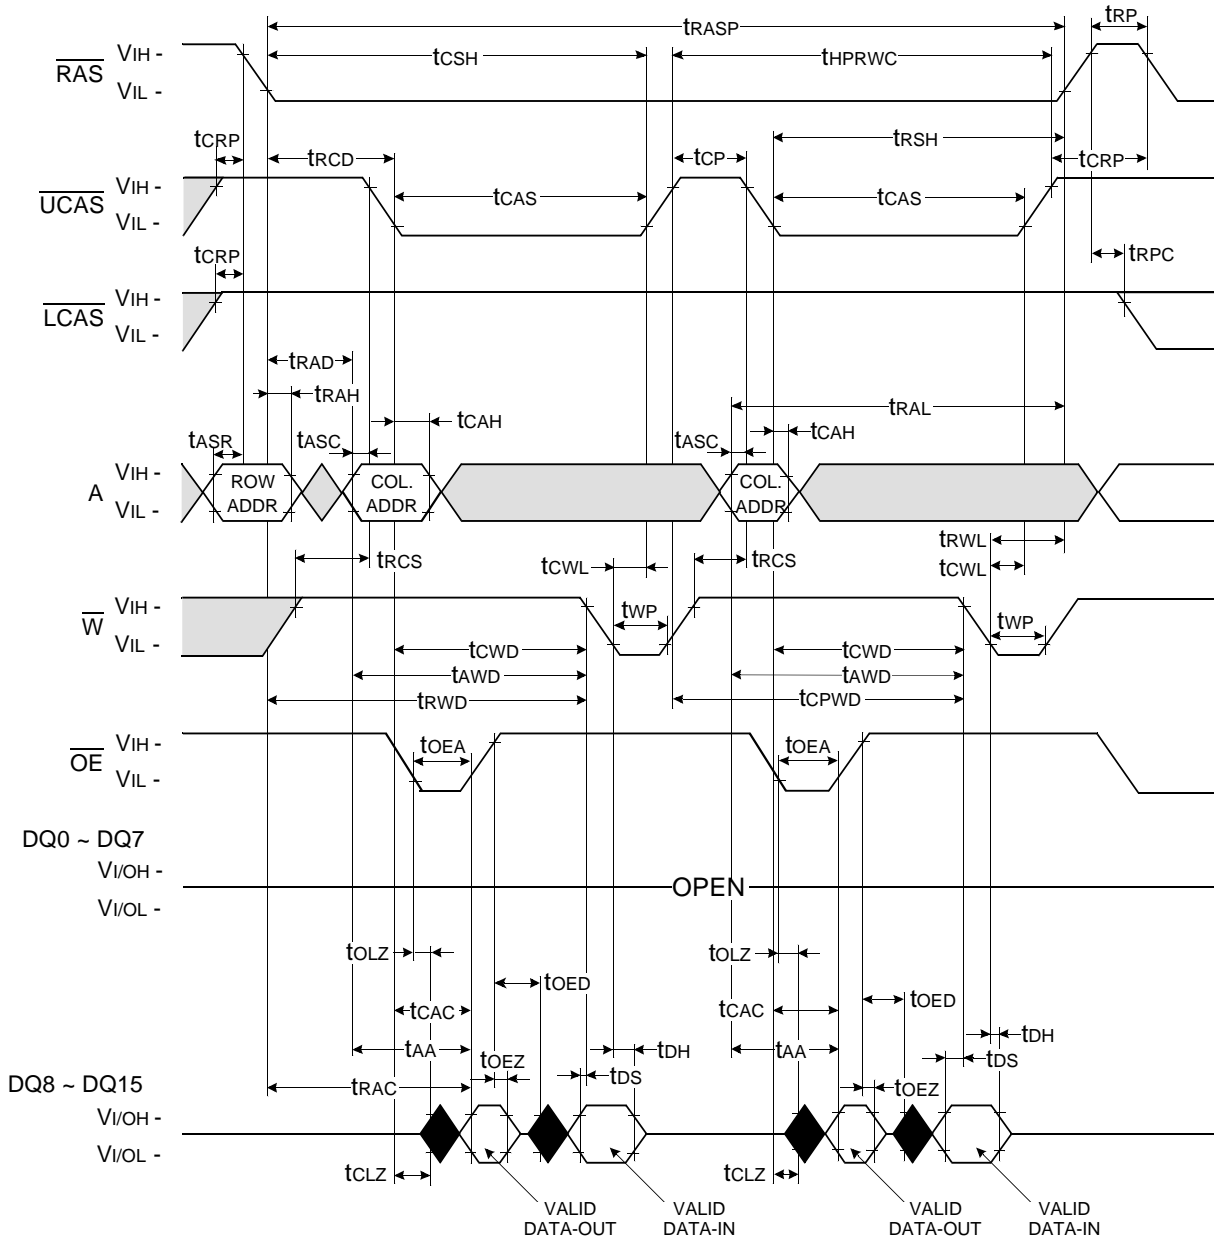 tRP
tRASP
tCSH
tHPRWC
RAS
VIH -
VIL -
tCRP
tRCD
tCP
tRSH
tCRP
UCAS
VIH -
VIL -
tCAS
tCAS
tCRP
tRPC
LCAS
VIH -
VIL -
tRAD
tRAH
tCAH
tRAL
tASR
tASC
tASC
tCAH
A
VIH -
VIL -
ROW
ADDR
COL.
ADDR
COL.
ADDR
tRCS
tCWL
tRCS
tRWL
tCWL
W
VIH -
VIL -
tWP
tWP
tCWD
tCWD
tAWD
tAWD
tRWD
tCPWD
OE
VIH -
VIL -
tOEA
tOEA
DQ0 ~ DQ7
VI/OH -
VI/OL -
OPEN
tOLZ
tOLZ
tOED
tOED
tCAC
tCAC
tAA
tOEZ
tDH
tAA
tDH
tRAC
tDS
tOEZ
tDS
DQ8 ~ DQ15
VI/OH -
VI/OL -
tCLZ
tCLZ
VALID
DATA-OUT
VALID
DATA-IN
VALID
DATA-OUT
VALID
DATA-IN